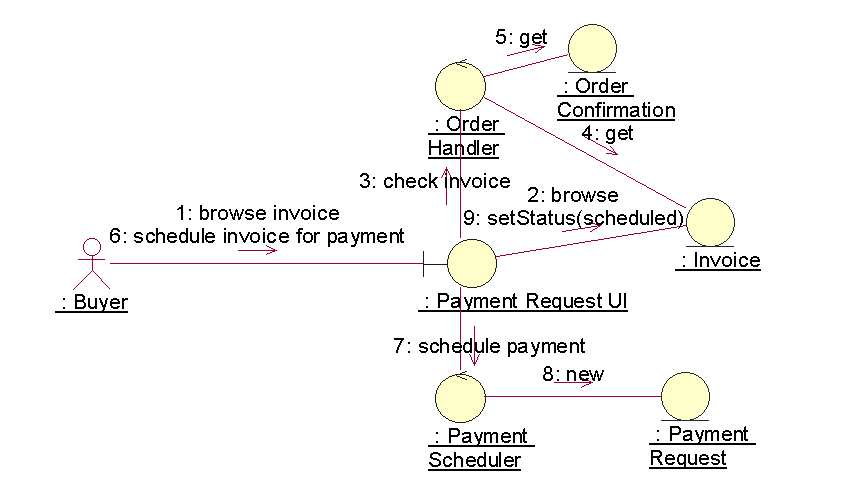 5: get
: Order
Confirmation
: Order
Handler
4: get
3: check invoice
2: browse
9: setStatus(scheduled)
1: browse invoice
6: schedule invoice for payment
: Invoice
: Buyer
: Payment Request UI
7: schedule payment
8: new
: Payment
Scheduler
: Payment
Request